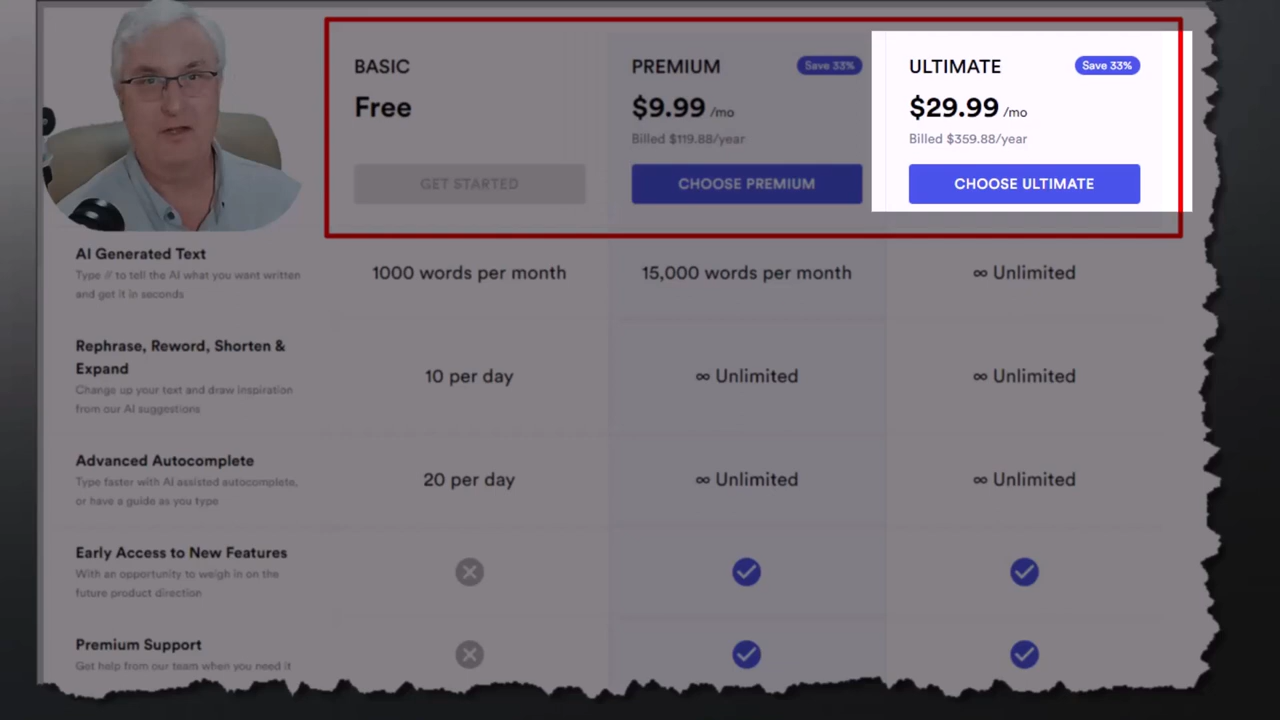 BASIC
Free
GET STARTED
PREMIUM Save 33%
$9.99 /mo
Billed $119.88/year
CHOOSE PREMIUM
ULTIMATE Save 33%
$29.99 /mo
Billed $359.88/year
CHOOSE ULTIMATE
AI Generated Text
Type // to tell the AI what you want written
and get it in seconds
1000 words per month
15,000 words per month
∞ Unlimited
Rephrase, Reword, Shorten &
Expand
Change up your text and draw inspiration
from our AI suggestions
10 per day
∞ Unlimited
∞ Unlimited
Advanced Autocomplete
Type faster with AI assisted autocomplete,
or have a guide as you type
20 per day
∞ Unlimited
∞ Unlimited
Early Access to New Features
With an opportunity to weigh in on the
future product direction
Premium Support
Get help from our team when you need it